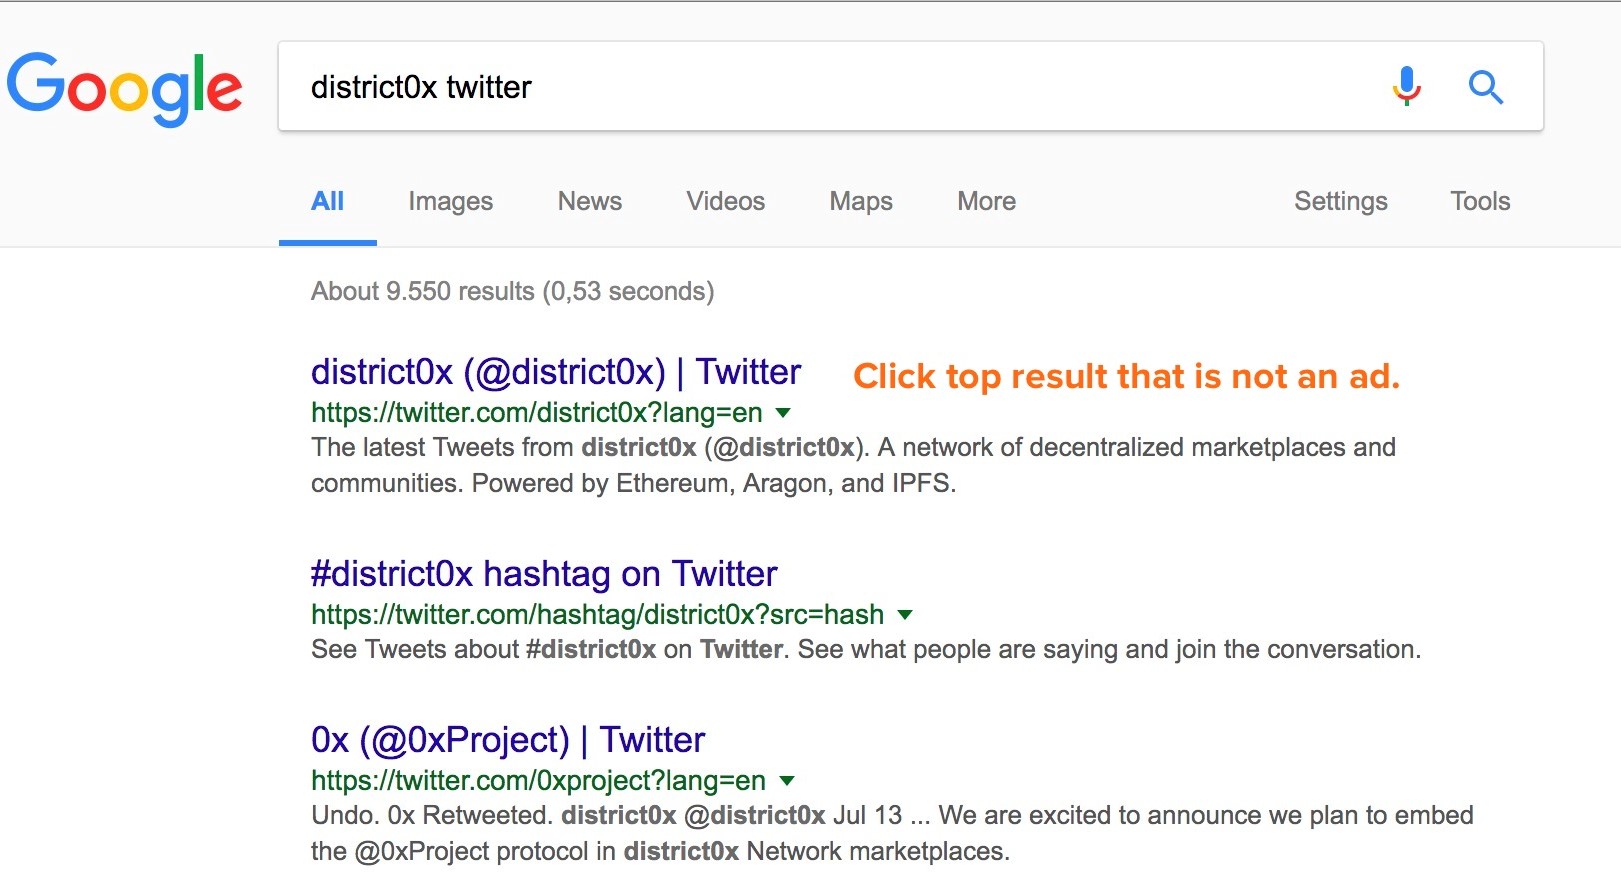 Google
district0x twitter
All Images News Videos Maps More Settings Tools
About 9.550 results (0,53 seconds)
district0x (@district0x) | Twitter
Click top result that is not an ad.
https://twitter.com/district0x?lang=en
The latest Tweets from district0x (@district0x). A network of decentralized marketplaces and
communities. Powered by Ethereum, Aragon, and IPFS.
#district0x hashtag on Twitter
https://twitter.com/hashtag/district0x?src=hash
See Tweets about #district0x on Twitter. See what people are saying and join the conversation.
0x (@0xProject) | Twitter
https://twitter.com/0xproject?lang=en
Undo. 0x Retweeted. district0x @district0x Jul 13 ... We are excited to announce we plan to embed
the @0xProject protocol in district0x Network marketplaces.